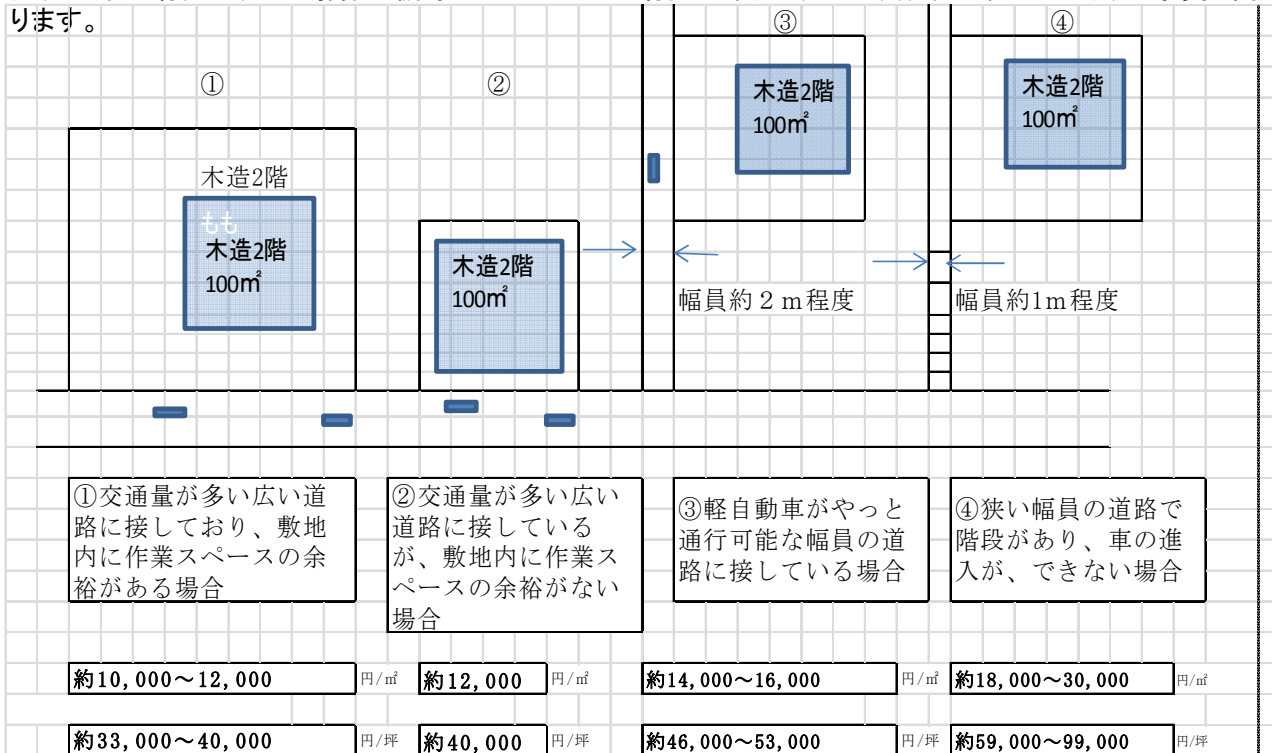 ります。
①
②
③
④
木造2階
もも
木造2階
100㎡
木造2階
100㎡
木造2階
100㎡
木造2階
100㎡
幅員約２ｍ程度
幅員約1ｍ程度
①交通量が多い広い道
路に接しており、敷地
内に作業スペースの余
裕がある場合
②交通量が多い広い
道路に接している
が、敷地内に作業ス
ペースの余裕がない
場合
③軽自動車がやっと
通行可能な幅員の道
路に接している場合
④狭い幅員の道路で
階段があり、車の進
入が、できない場合
約10,000～12,000 円/㎡ 約12,000 円/㎡ 約14,000～16,000 円/㎡ 約18,000～30,000 円/㎡
約33,000～40,000 円/坪 約40,000 円/坪 約46,000～53,000 円/坪 約59,000～99,000 円/坪